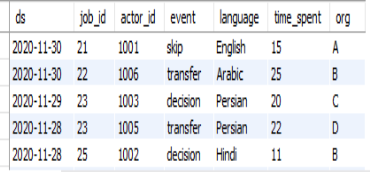 ds job_id actor_id event language time_spent org
2020-11-30 21 1001 skip English 15 A
2020-11-30 22 1006 transfer Arabic 25 B
2020-11-29 23 1003 decision Persian 20 C
2020-11-28 23 1005 transfer Persian 22 D
2020-11-28 25 1002 decision Hindi 11 B